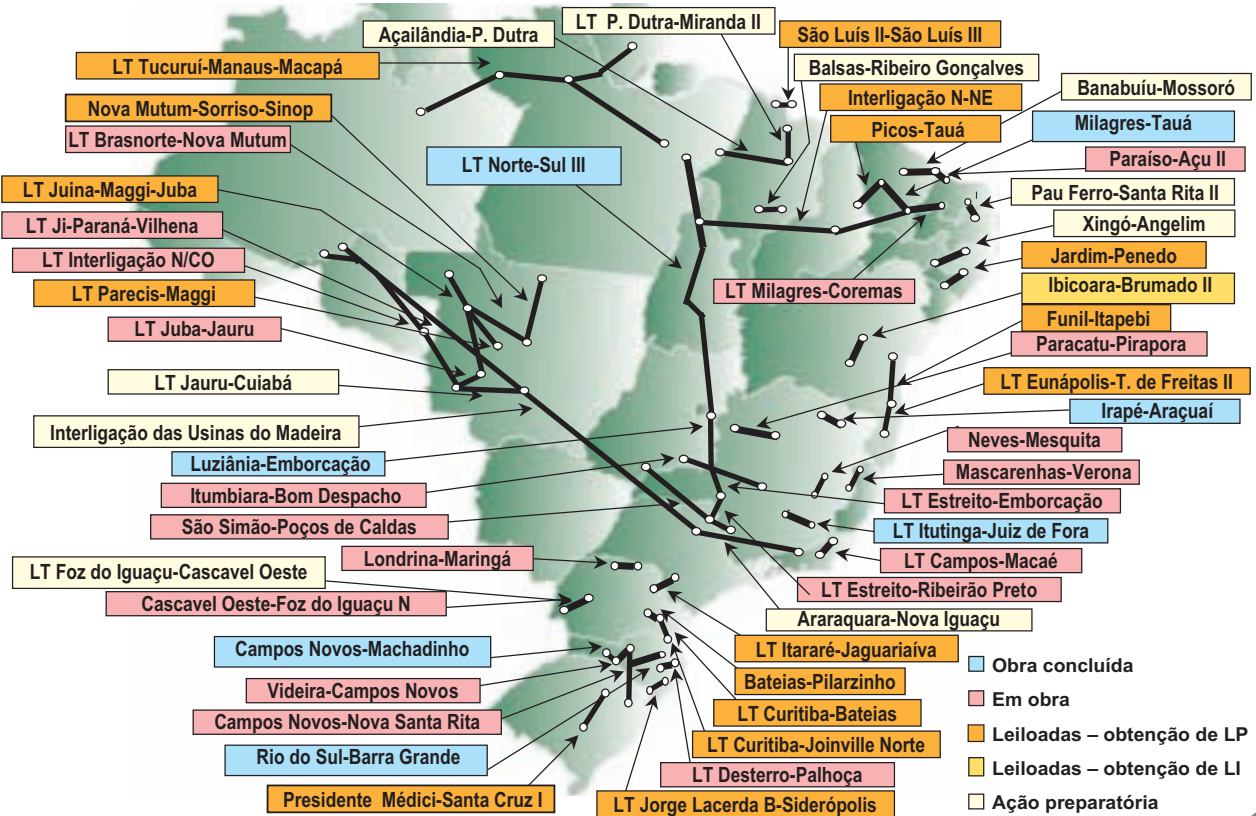 LT P. Dutra-Miranda II
Açailândia-P. Dutra
São Luís II-São Luís III
LT Tucuruí-Manaus-Macapá
Balsas-Ribeiro Gonçalves
Banabuíu-Mossoró
Nova Mutum-Sorriso-Sinop
Interligação N-NE
Picos-Tauá
Milagres-Tauá
LT Brasnorte-Nova Mutum
LT Norte-Sul III
Paraíso-Açu II
LT Juina-Maggi-Juba
Pau Ferro-Santa Rita II
LT Ji-Paraná-Vilhena
Xingó-Angelim
LT Interligação N/CO
Jardim-Penedo
LT Parecis-Maggi
LT Milagres-Coremas
Ibicoara-Brumado II
LT Juba-Jauru
Funil-Itapebi
Paracatu-Pirapora
LT Jauru-Cuiabá
LT Eunápolis-T. de Freitas II
Irapé-Araçuaí
Interligação das Usinas do Madeira
Neves-Mesquita
Luziânia-Emborcação
Mascarenhas-Verona
Itumbiara-Bom Despacho
LT Estreito-Emborcação
São Simão-Poços de Caldas
LT Itutinga-Juiz de Fora
Londrina-Maringá
LT Campos-Macaé
LT Foz do Iguaçu-Cascavel Oeste
LT Estreito-Ribeirão Preto
Cascavel Oeste-Foz do Iguaçu N
Araraquara-Nova Iguaçu
Campos Novos-Machadinho
LT Itararé-Jaguariaíva
Obra concluída
Videira-Campos Novos
Bateias-Pilarzinho
Em obra
Campos Novos-Nova Santa Rita
LT Curitiba-Bateias
Leiloadas – obtenção de LP
Rio do Sul-Barra Grande
LT Curitiba-Joinville Norte
Leiloadas – obtenção de LI
LT Desterro-Palhoça
Presidente Médici-Santa Cruz I
LT Jorge Lacerda B-Siderópolis
Ação preparatória